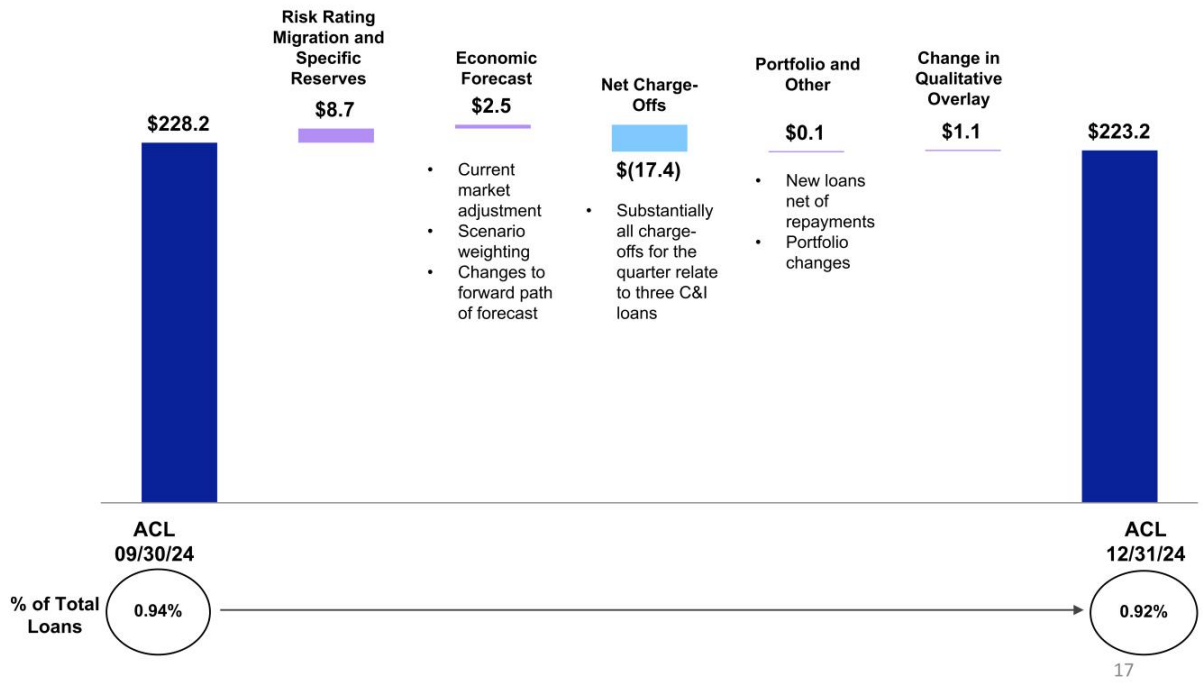 Risk Rating
Migration and
Specific
Reserves
$8.7
Economic
Forecast
$2.5
Net Charge-
Offs
$(17.4)
Portfolio and
Other
$0.1
Change in
Qualitative
Overlay
$1.1
$228.2
$223.2
• Current
market
adjustment
• Scenario
weighting
• Changes to
forward path
of forecast
• Substantially
all charge-
offs for the
quarter relate
to three C&I
loans
• New loans
net of
repayments
• Portfolio
changes
ACL
09/30/24
ACL
12/31/24
% of Total
Loans
0.94%
0.92%
17